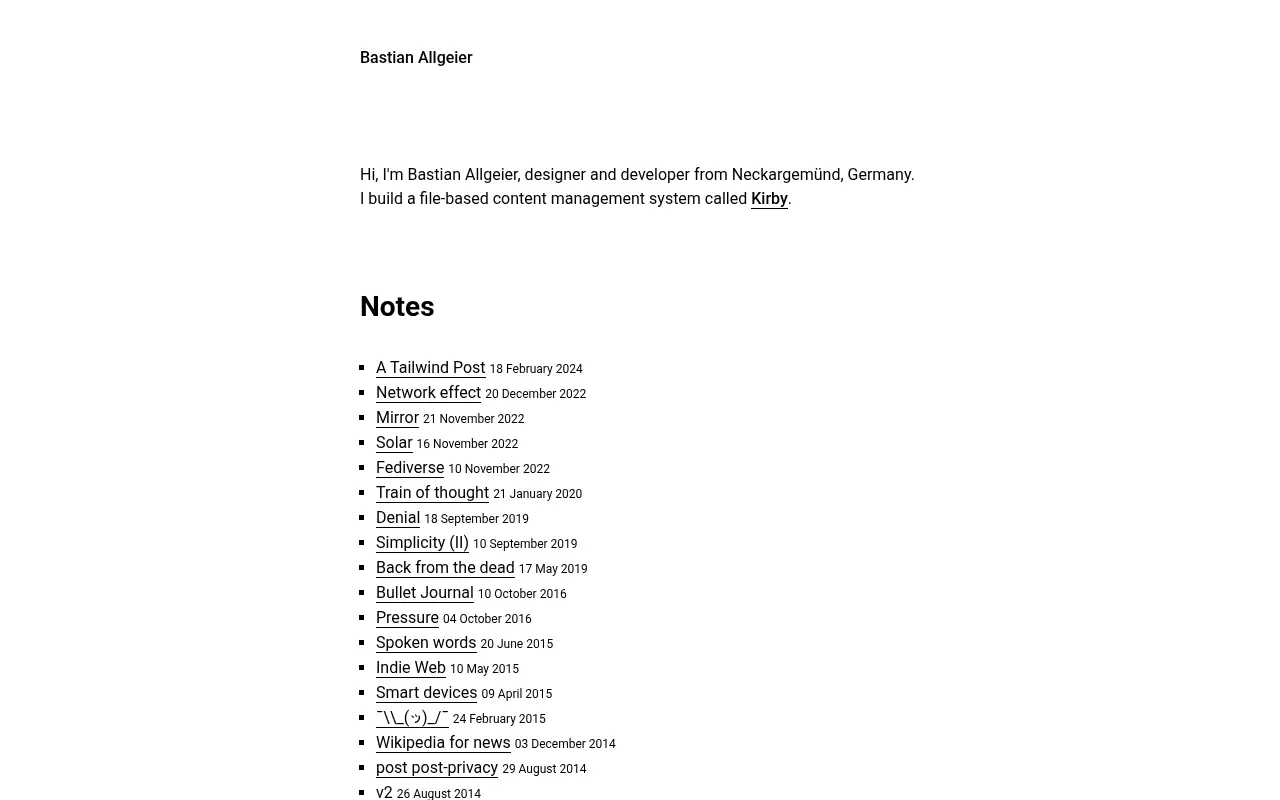 Bastian Allgeier
Hi, I'm Bastian Allgeier, designer and developer from Neckargemünd, Germany.
I build a file-based content management system called Kirby.
Notes
A Tailwind Post 18 February 2024
Network effect 20 December 2022
Mirror 21 November 2022
Solar 16 November 2022
Fediverse 10 November 2022
Train of thought 21 January 2020
Denial 18 September 2019
Simplicity (II) 10 September 2019
Back from the dead 17 May 2019
Bullet Journal 10 October 2016
Pressure 04 October 2016
Spoken words 20 June 2015
Indie Web 10 May 2015
Smart devices 09 April 2015
¯\\_(ツ)_/¯ 24 February 2015
Wikipedia for news 03 December 2014
post post-privacy 29 August 2014
v2 26 August 2014